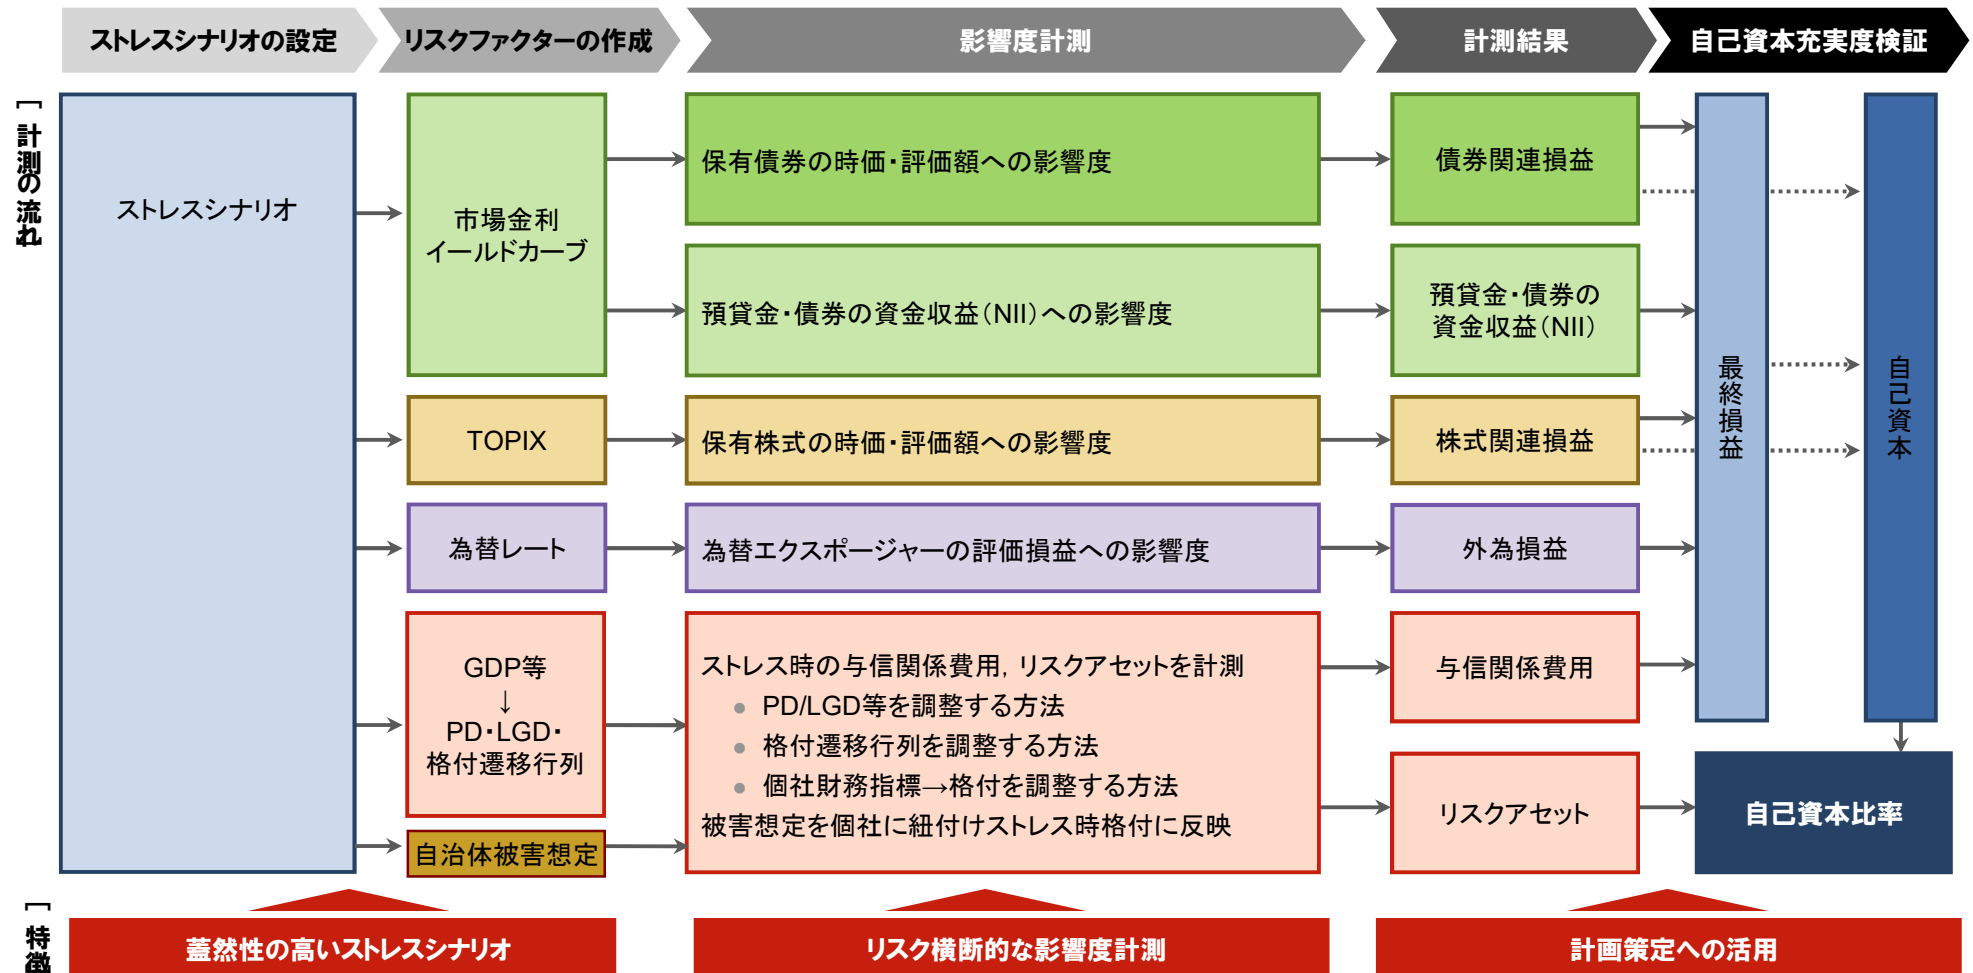 ストレスシナリオの設定
リスクファクターの作成
影響度計測
計測結果
自己資本充実度検証
[ 計測の流れ
ストレスシナリオ
市場金利
イールドカーブ
保有債券の時価・評価額への影響度
債券関連損益
預貸金・債券の資金収益(NII)への影響度
預貸金・債券の
資金収益(NII)
TOPIX
保有株式の時価・評価額への影響度
株式関連損益
為替レート
為替エクスポージャーの評価損益への影響度
外為損益
GDP等
↓
PD・LGD・
格付遷移行列
自治体被害想定
ストレス時の与信関係費用，リスクアセットを計測
● PD/LGD等を調整する方法
● 格付遷移行列を調整する方法
● 個社財務指標→格付を調整する方法
被害想定を個社に紐付けストレス時格付に反映
与信関係費用
リスクアセット
最終損益
自己資本
自己資本比率
[ 特徴
蓋然性の高いストレスシナリオ
リスク横断的な影響度計測
計画策定への活用